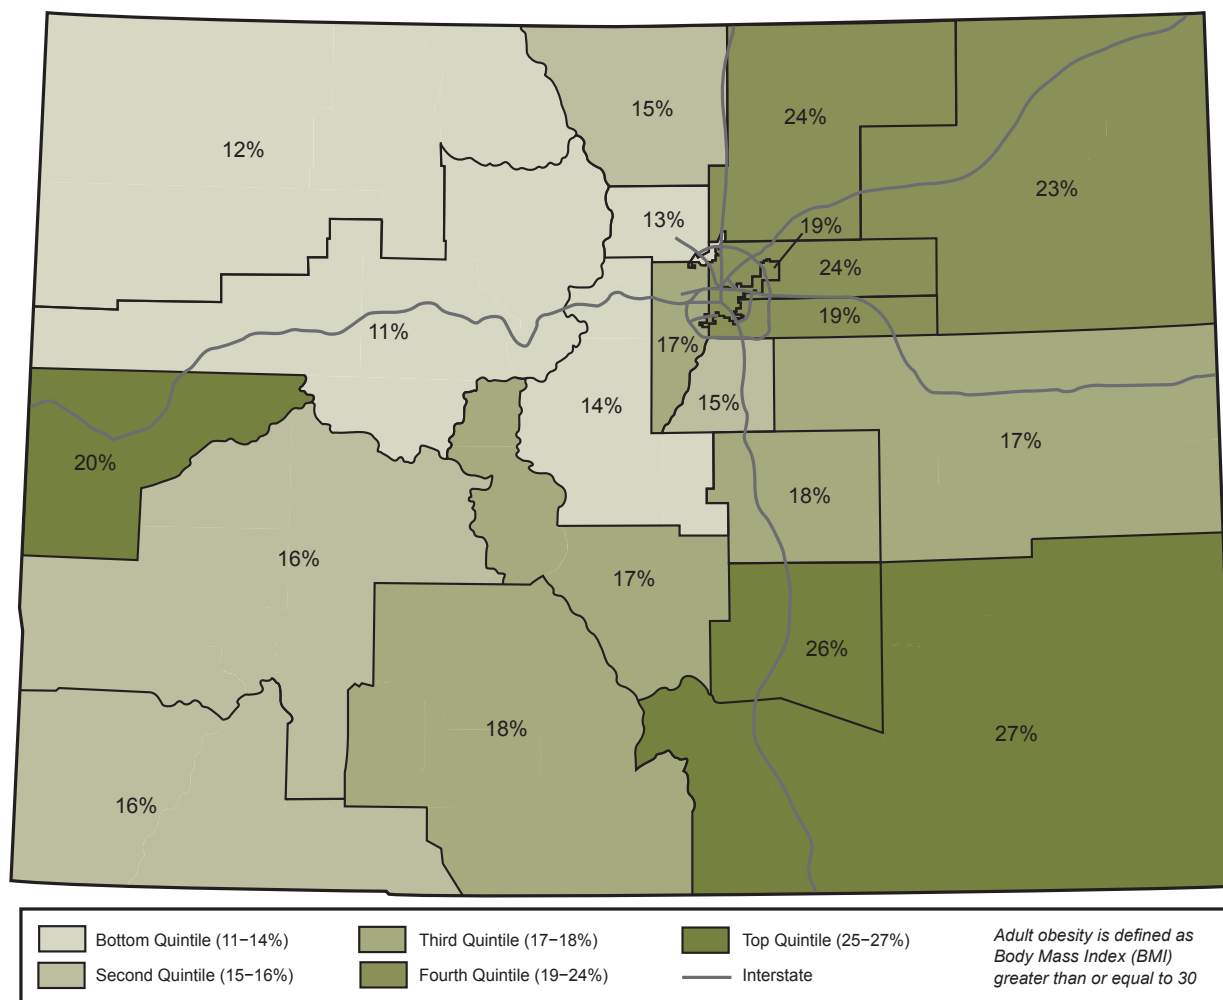 15%
24%
12%
23%
13%
19%
24%
19%
11%
17%
15%
14%
17%
20%
18%
16%
17%
26%
18%
27%
16%
Bottom Quintile (11–14%)
Third Quintile (17–18%)
Top Quintile (25–27%)
Second Quintile (15–16%)
Fourth Quintile (19–24%)
Interstate
Adult obesity is defined as
Body Mass Index (BMI)
greater than or equal to 30